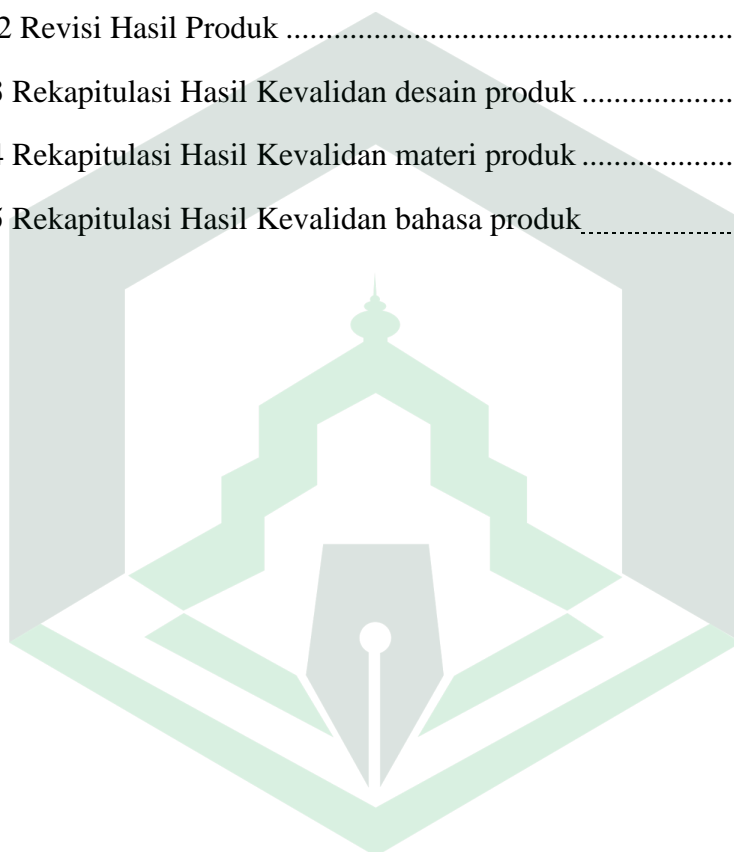 2 Revisi Hasil Produk ........................................................
3 Rekapitulasi Hasil Kevalidan desain produk ...................
4 Rekapitulasi Hasil Kevalidan materi produk ...................
5 Rekapitulasi Hasil Kevalidan bahasa produk...................